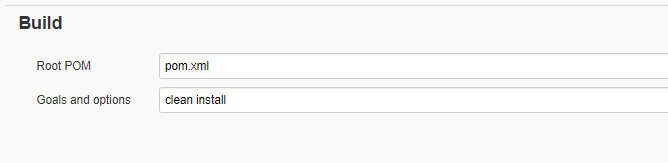 Build
Root POM
pom.xml
Goals and options
clean install